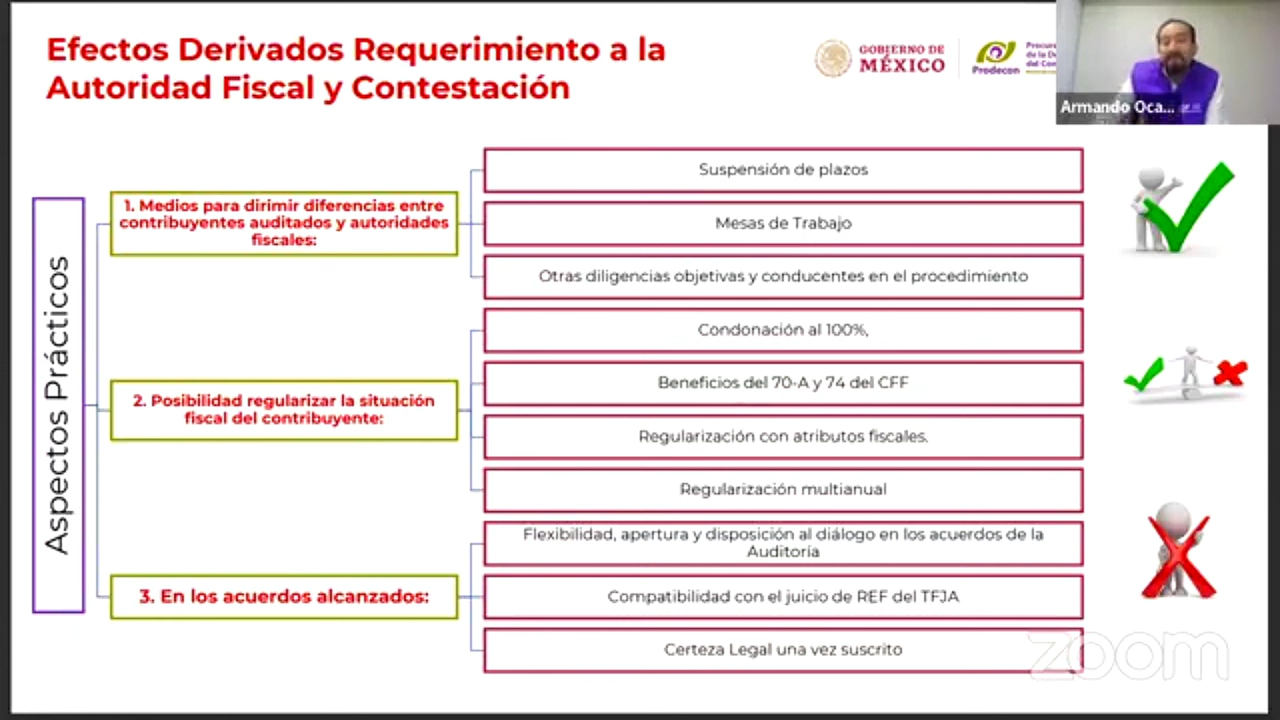 Efectos Derivados Requerimiento a la
Autoridad Fiscal y Contestación
GOBIERNO DE
MÉXICO
Prodecon
Armando Oca...
Aspectos Prácticos
1. Medios para dirimir diferencias entre
contribuyentes auditados y autoridades
fiscales:
Suspensión de plazos
Mesas de Trabajo
Otras diligencias objetivas y conducentes en el procedimiento
2. Posibilidad regularizar la situación
fiscal del contribuyente:
Condonación al 100%,
Beneficios del 70-A y 74 del CFF
Regularización con atributos fiscales.
Regularización multianual
3. En los acuerdos alcanzados:
Flexibilidad, apertura y disposición al diálogo en los acuerdos de la
Auditoría
Compatibilidad con el juicio de REF del TFJA
Certeza Legal una vez suscrito
zoom